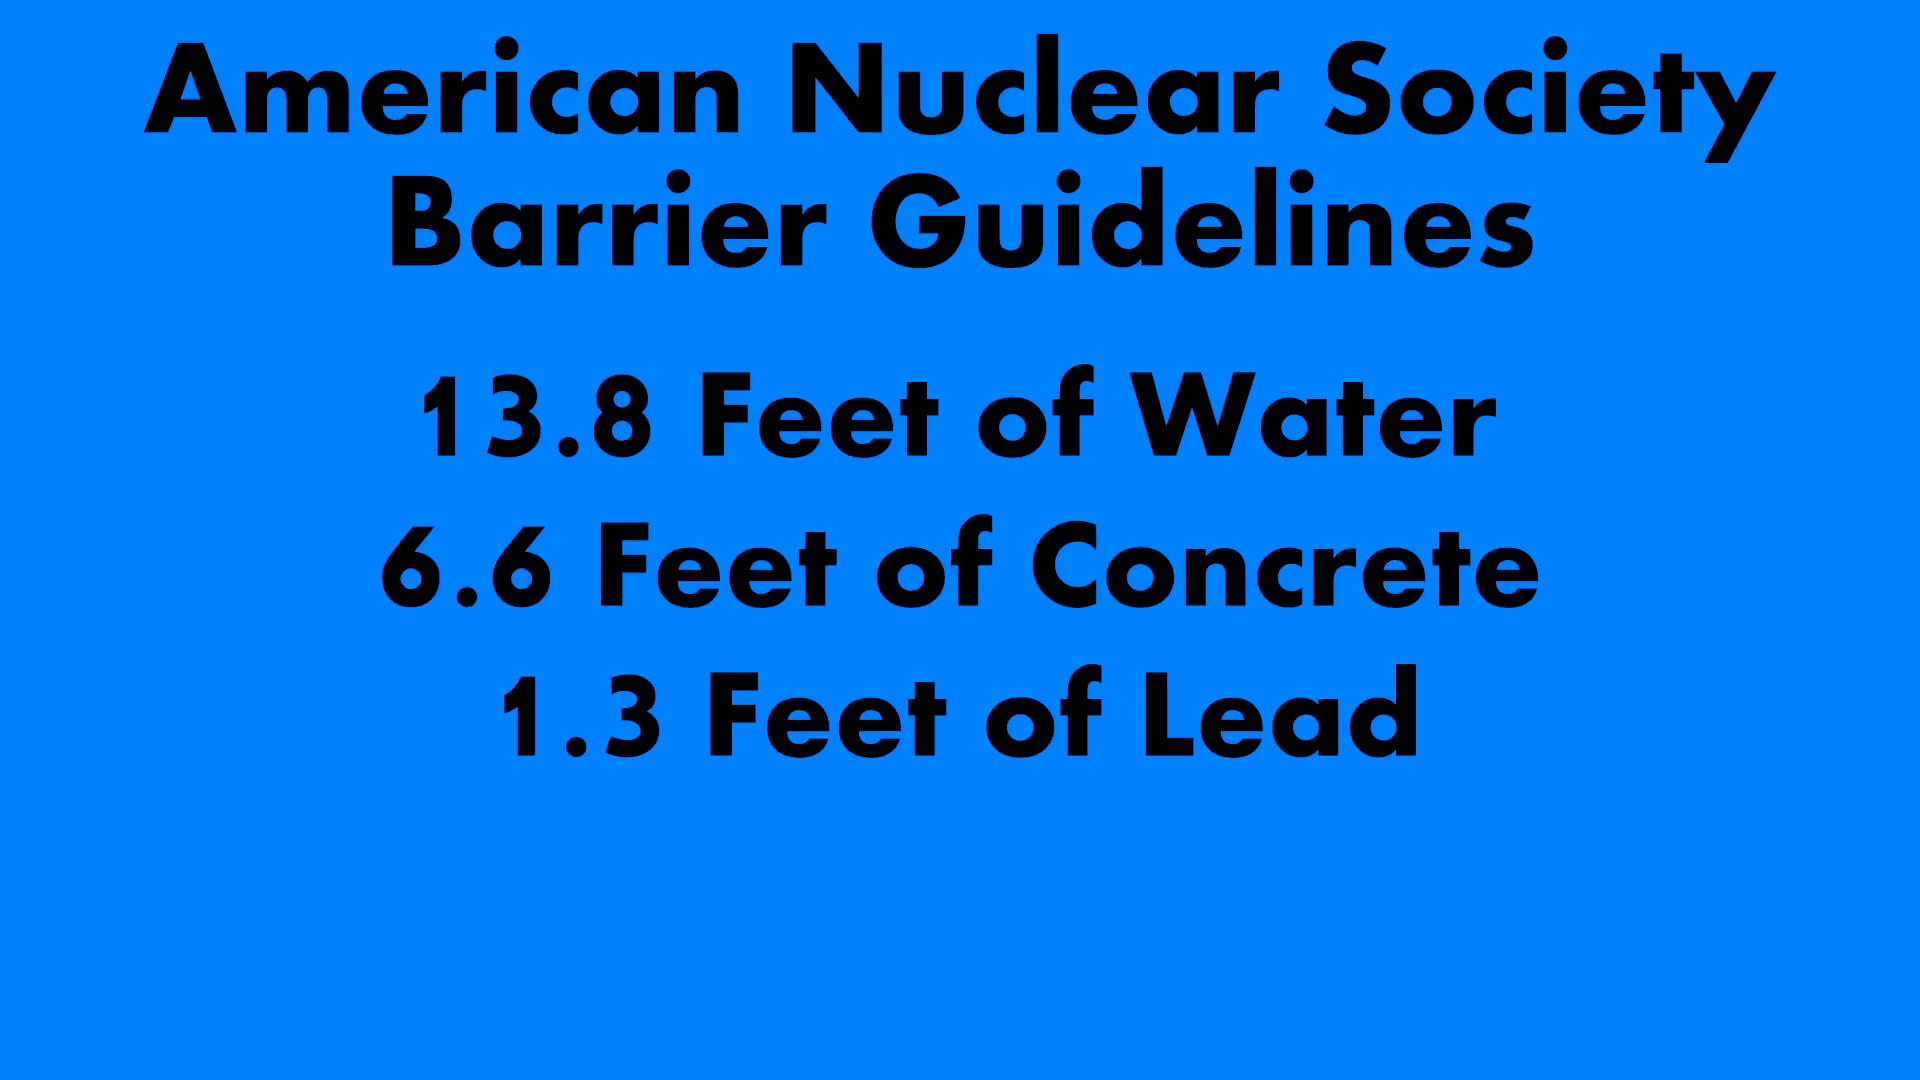 American Nuclear Society
Barrier Guidelines
13.8 Feet of Water
6.6 Feet of Concrete
1.3 Feet of Lead